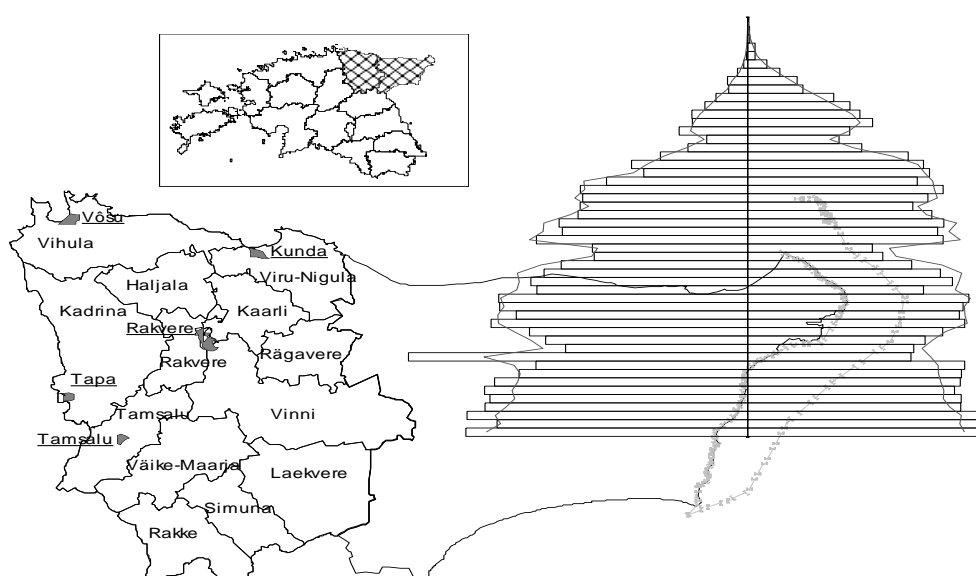 Võsu
Vihula
Kunda
Viru-Nigula
Haljala
Kadrina
Kaarli
Rakvere
Rägavere
Rakvere
Tapa
Tamsalu
Vinni
Tamsalu
Väike-Maarja
Laekvere
Simuna
Rakke